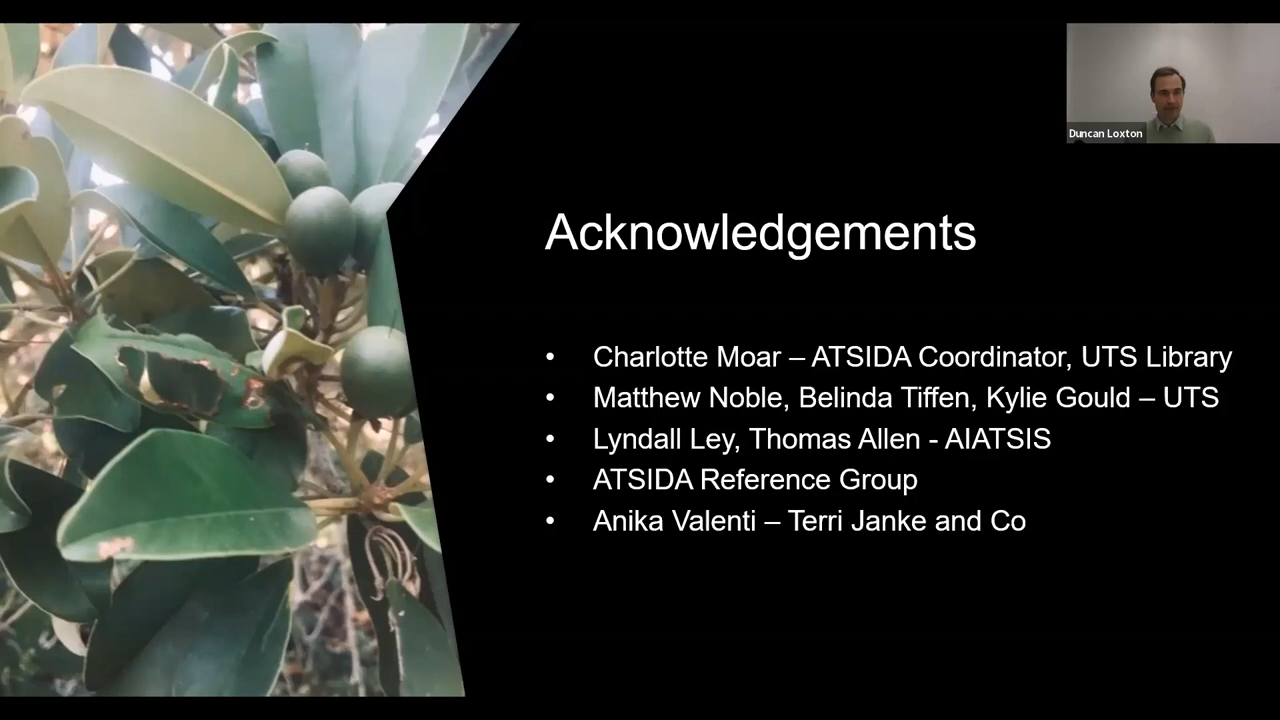 Duncan Loxton
Acknowledgements
• Charlotte Moar – ATSIDA Coordinator, UTS Library
• Matthew Noble, Belinda Tiffen, Kylie Gould – UTS
• Lyndall Ley, Thomas Allen - AIATSIS
• ATSIDA Reference Group
• Anika Valenti – Terri Janke and Co